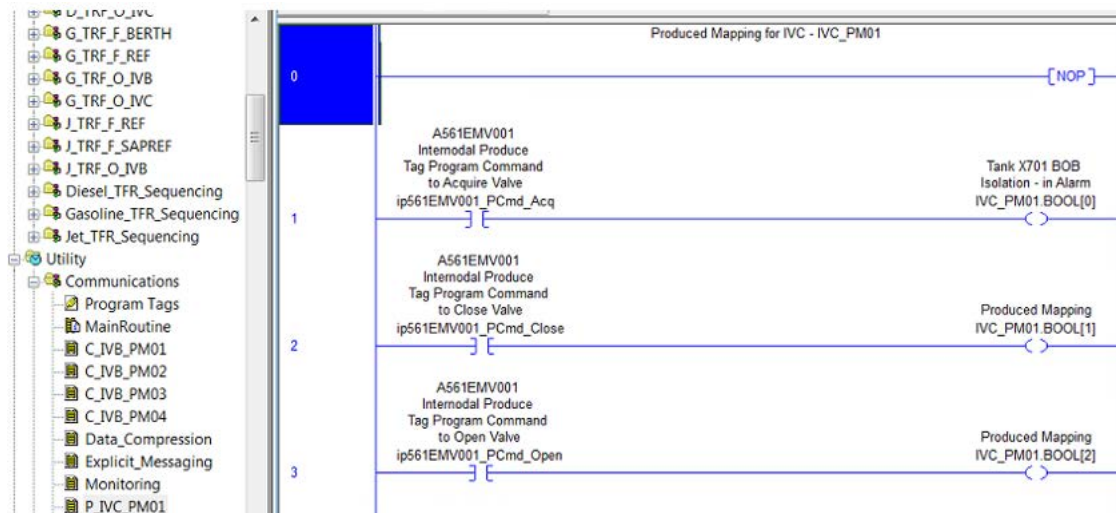 D_TRF_O_IVC
G_TRF_F_BERTH
G_TRF_F_REF
G_TRF_O_IVB
G_TRF_O_IVC
J_TRF_F_REF
J_TRF_F_SAPREF
J_TRF_O_IVB
Diesel_TFR_Sequencing
Gasoline_TFR_Sequencing
Jet_TFR_Sequencing
Utility
Communications
Program Tags
MainRoutine
C_IVB_PM01
C_IVB_PM02
C_IVB_PM03
C_IVB_PM04
Data_Compression
Explicit_Messaging
Monitoring
P_IVC_PM01
Produced Mapping for IVC - IVC_PM01
0
NOP
A561EMV001
Internodal Produce
Tag Program Command
to Acquire Valve
ip561EMV001_PCmd_Acq
Tank X701 BOB
Isolation - in Alarm
IVC_PM01.BOOL[0]
1
A561EMV001
Internodal Produce
Tag Program Command
to Close Valve
ip561EMV001_PCmd_Close
Produced Mapping
IVC_PM01.BOOL[1]
2
A561EMV001
Internodal Produce
Tag Program Command
to Open Valve
ip561EMV001_PCmd_Open
Produced Mapping
IVC_PM01.BOOL[2]
3